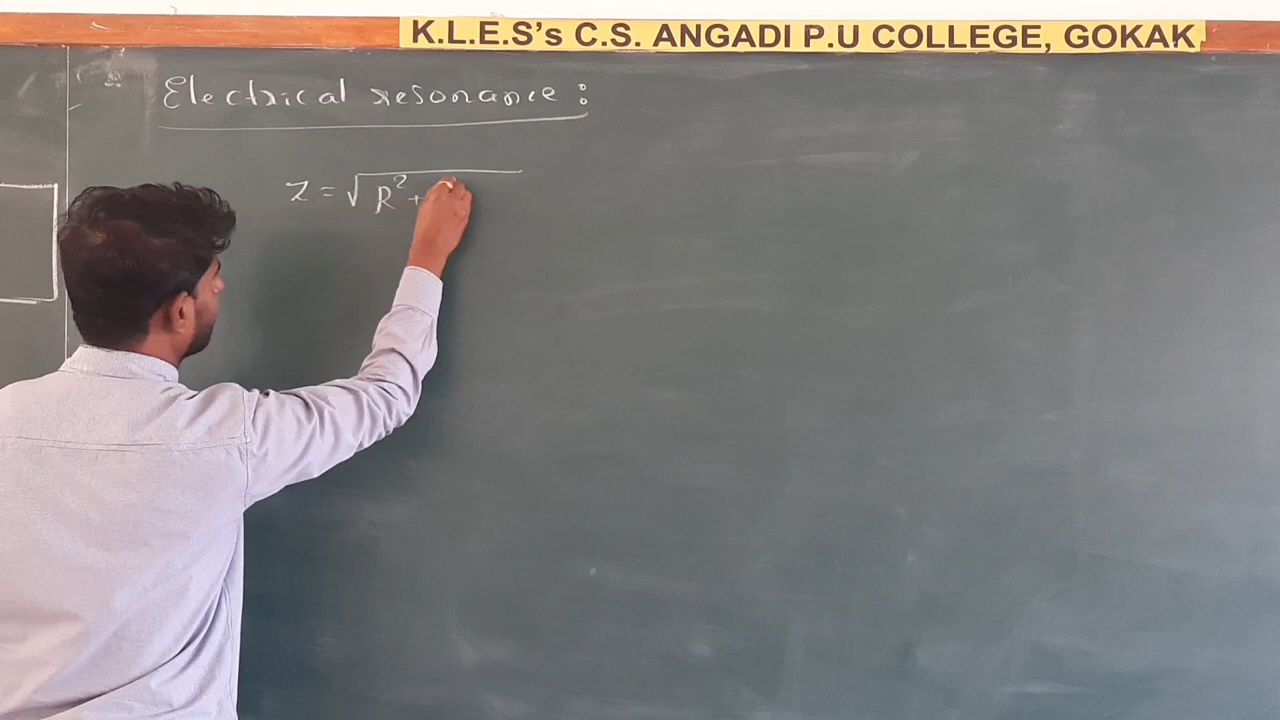 K.L.E.S's C.S. ANGADI P.U COLLEGE, GOKAK
Electrical resonance :
Z = √R² +